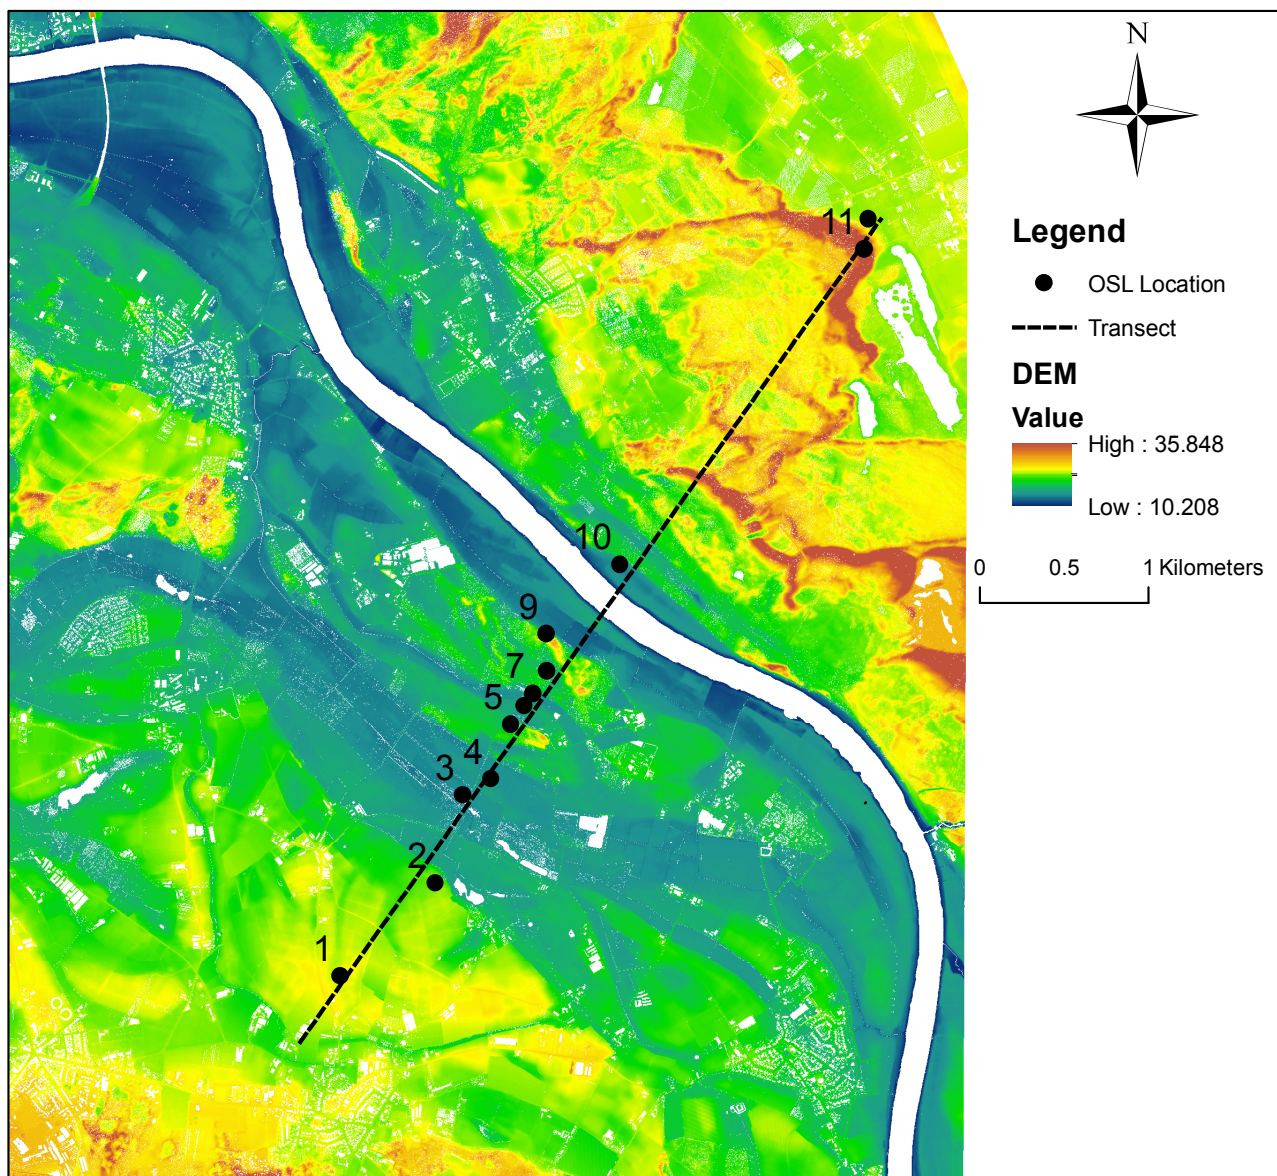 N
11
Legend
OSL Location
Transect
DEM
Value
High : 35.848
Low : 10.208
10
0 0.5 1 Kilometers
9
7
5
4
3
2
1